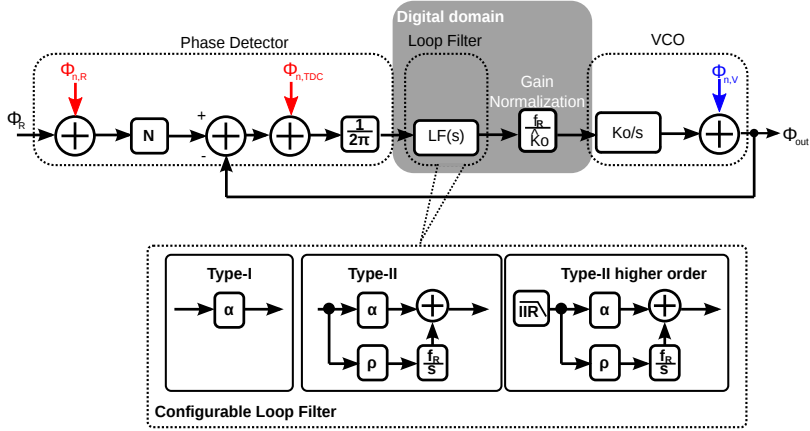 Digital domain
Phase Detector
Loop Filter
VCO
Φn,R
Φn,TDC
Gain
Normalization
Φn,V
ΦR
+
N
-
1
2π
LF(s)
fR
K̂o
Ko/s
Φout
Type-I
Type-II
Type-II higher order
α
α
IIR
α
ρ
fR
s
ρ
fR
s
Configurable Loop Filter